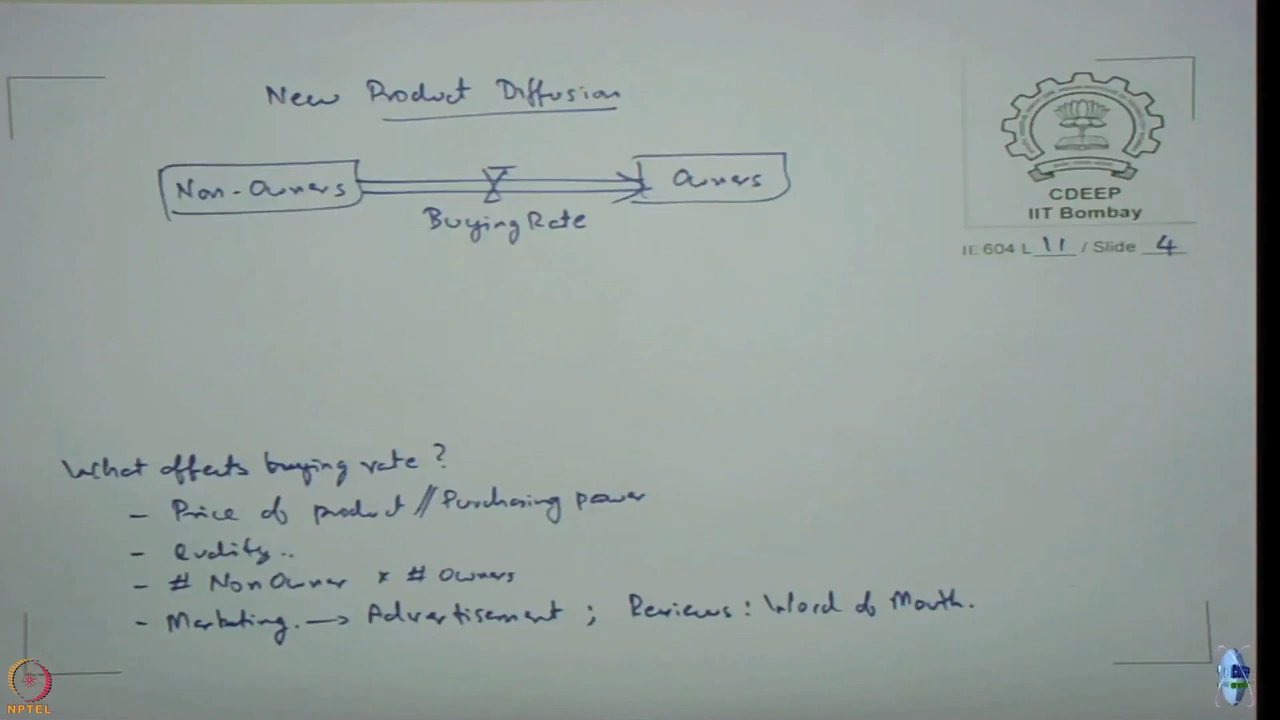 New Product Diffusion
Non-Owners
Owners
Buying Rate
CDEEP
IIT Bombay
IE 604 L 11 / Slide 4
What affects buying rate ?
- Price of product // Purchasing power
- Quality..
- # NonOwner * # Owners
- Marketing. → Advertisement ; Reviews : Word of Mouth.
NPTEL